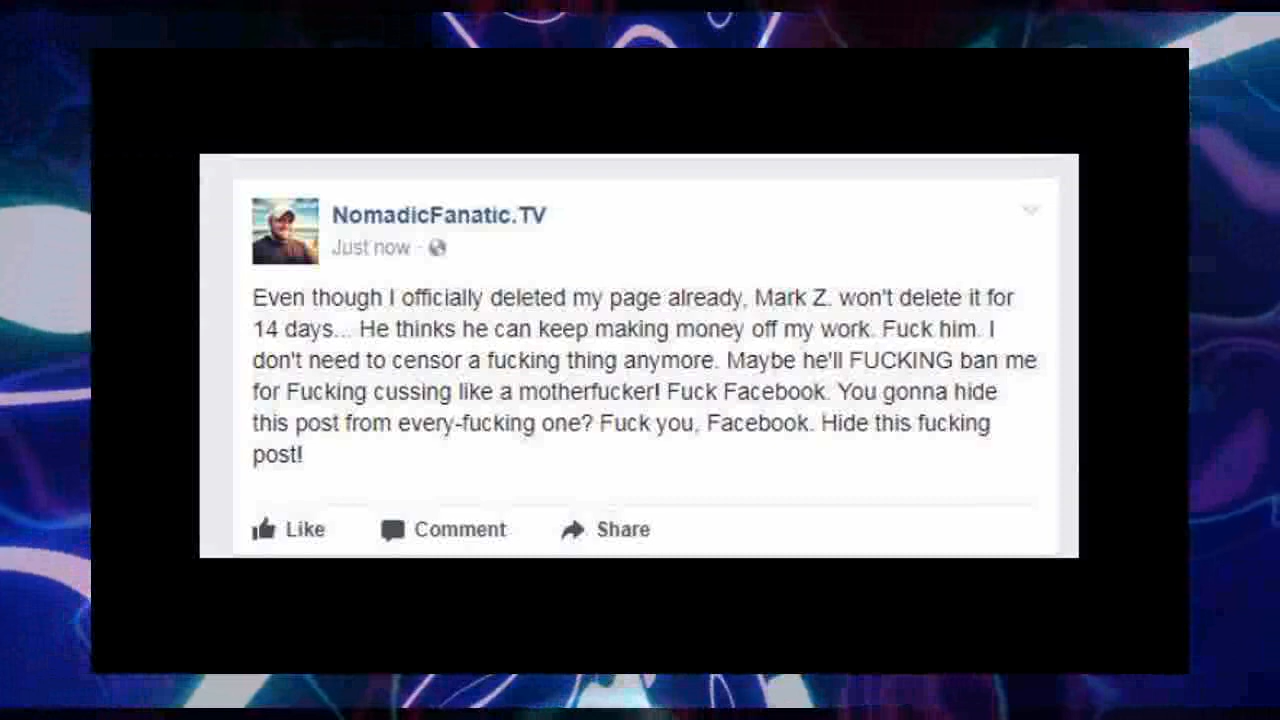 NomadicFanatic.TV
Just now ·
Even though I officially deleted my page already, Mark Z. won't delete it for
14 days... He thinks he can keep making money off my work. Fuck him. I
don't need to censor a fucking thing anymore. Maybe he'll FUCKING ban me
for Fucking cussing like a motherfucker! Fuck Facebook. You gonna hide
this post from every-fucking one? Fuck you, Facebook. Hide this fucking
post!
Like Comment Share